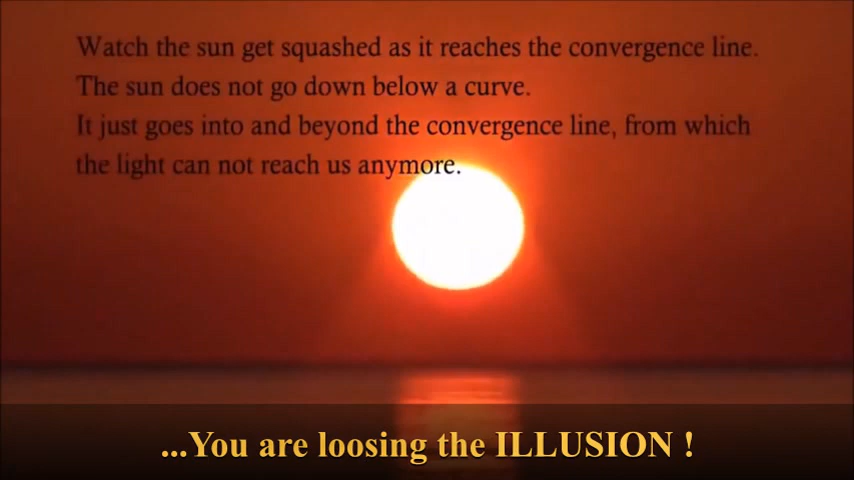 Watch the sun get squashed as it reaches the convergence line.
The sun does not go down below a curve.
It just goes into and beyond the convergence line, from which
the light can not reach us anymore.
...You are loosing the ILLUSION !